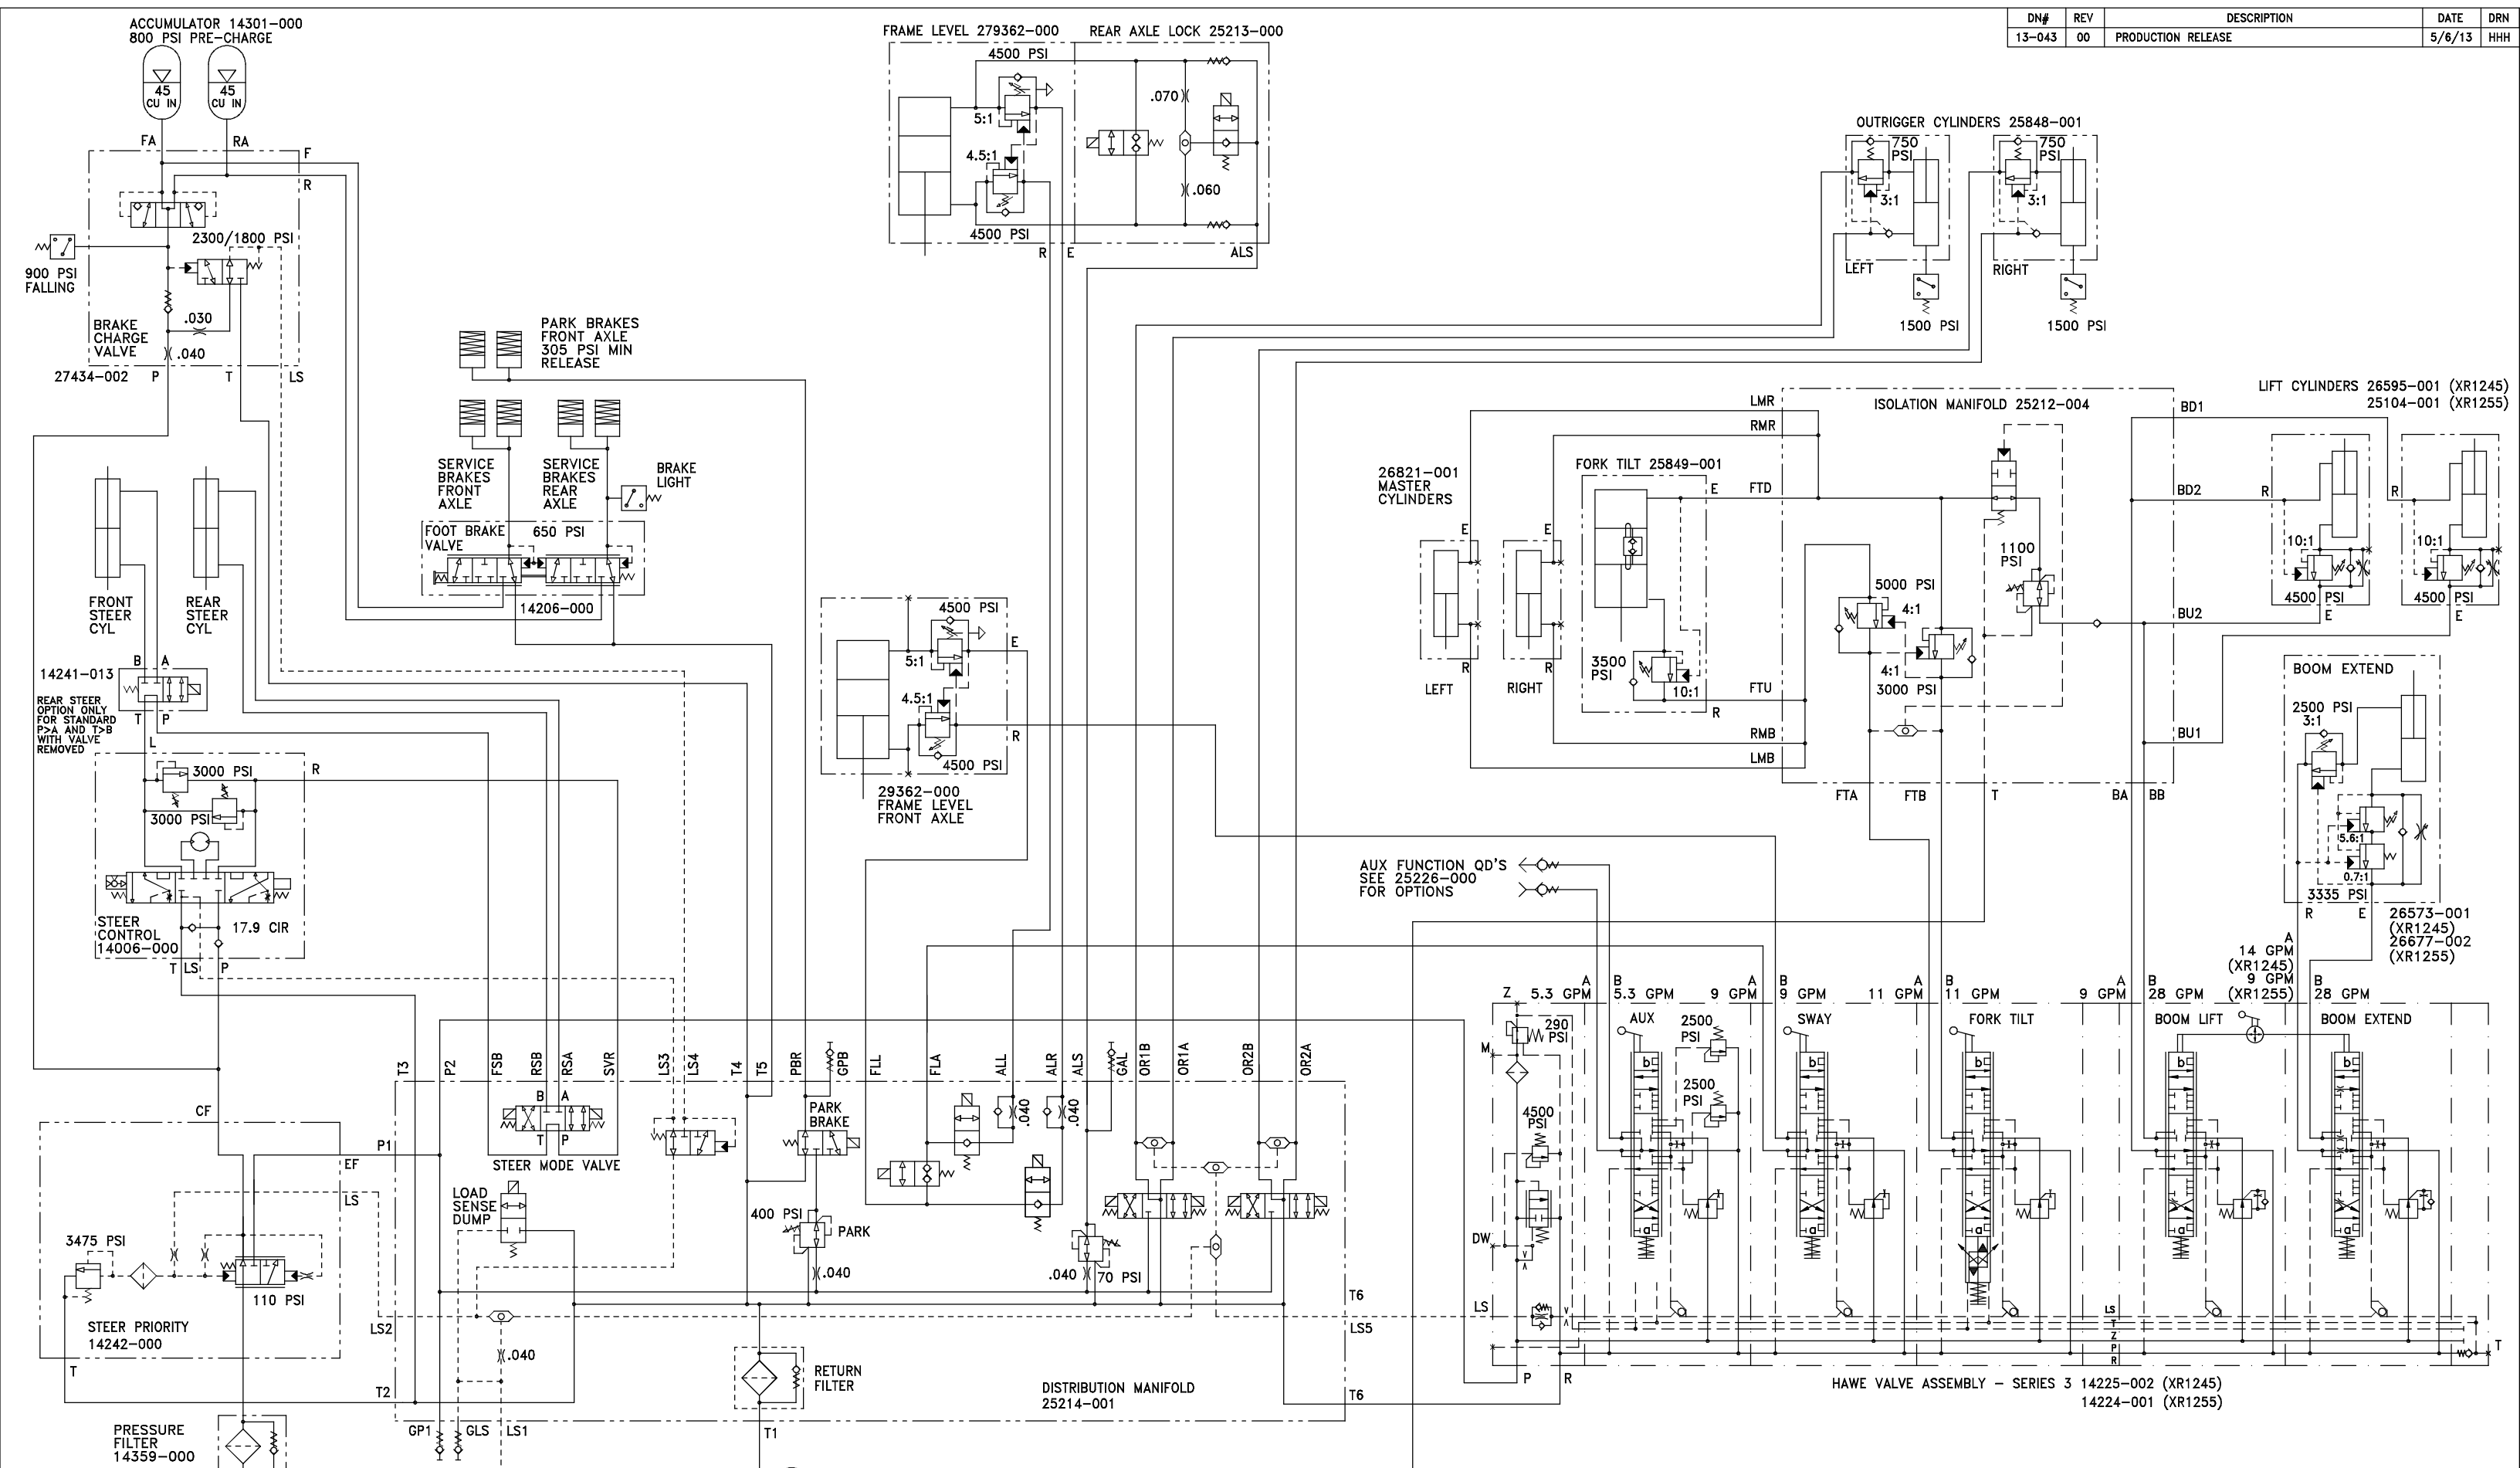 DN# REV DESCRIPTION DATE DRN
13-043 00 PRODUCTION RELEASE 5/6/13 HHH
ACCUMULATOR 14301-000
800 PSI PRE-CHARGE
45
CU IN
45
CU IN
FA
RA
F
R
2300/1800 PSI
900 PSI
FALLING
.030
BRAKE
CHARGE
VALVE
.040
27434-002
P
T
LS
FRAME LEVEL 279362-000
REAR AXLE LOCK 25213-000
4500 PSI
5:1
4.5:1
4500 PSI
.070
.060
R
E
ALS
OUTRIGGER CYLINDERS 25848-001
750
PSI
3:1
LEFT
1500 PSI
750
PSI
3:1
RIGHT
1500 PSI
PARK BRAKES
FRONT AXLE
305 PSI MIN
RELEASE
SERVICE
BRAKES
FRONT
AXLE
SERVICE
BRAKES
REAR
AXLE
BRAKE
LIGHT
FOOT BRAKE
VALVE
650 PSI
14206-000
FRONT
STEER
CYL
REAR
STEER
CYL
14241-013
B
A
REAR STEER
OPTION ONLY
FOR STANDARD
P>A AND T>B
WITH VALVE
REMOVED
T
P
L
3000 PSI
R
3000 PSI
STEER
CONTROL
14006-000
17.9 CIR
T
LS
P
4500 PSI
5:1
4.5:1
4500 PSI
E
R
29362-000
FRAME LEVEL
FRONT AXLE
26821-001
MASTER
CYLINDERS
E
R
LEFT
E
R
RIGHT
FORK TILT 25849-001
E
3500
PSI
10:1
R
LMR
RMR
FTD
FTU
RMB
LMB
ISOLATION MANIFOLD 25212-004
5000 PSI
4:1
4:1
3000 PSI
1100
PSI
FTA
FTB
T
BA
BB
BD1
BD2
BU2
BU1
LIFT CYLINDERS 26595-001 (XR1245)
25104-001 (XR1255)
R
10:1
4500 PSI
E
R
10:1
4500 PSI
E
BOOM EXTEND
2500 PSI
3:1
5.6:1
0.7:1
3335 PSI
R
E
26573-001
(XR1245)
26677-002
(XR1255)
AUX FUNCTION QD'S
SEE 25226-000
FOR OPTIONS
Z
A
5.3 GPM
B
5.3 GPM
A
9 GPM
B
9 GPM
A
11 GPM
B
11 GPM
A
9 GPM
B
28 GPM
A
14 GPM
(XR1245)
9 GPM
(XR1255)
B
28 GPM
AUX
SWAY
FORK TILT
BOOM LIFT
BOOM EXTEND
290
PSI
M
4500
PSI
DW
LS
2500
PSI
2500
PSI
b
a
b
a
b
a
b
a
b
a
V
Λ
V
Λ
LS
T
Z
P
R
T
P
R
HAWE VALVE ASSEMBLY - SERIES 3 14225-002 (XR1245)
14224-001 (XR1255)
T3
P2
FSB
RSB
RSA
SVR
LS3
LS4
T4
T5
PBR
GPB
FLL
FLA
ALL
ALR
ALS
GAL
OR1B
OR1A
OR2B
OR2A
B
A
T
P
STEER MODE VALVE
PARK
BRAKE
.040
.040
LOAD
SENSE
DUMP
400 PSI
PARK
.040
.040
70 PSI
CF
P1
EF
LS
3475 PSI
110 PSI
STEER PRIORITY
14242-000
T
LS2
T2
.040
RETURN
FILTER
DISTRIBUTION MANIFOLD
25214-001
T6
LS5
T6
GP1
GLS
LS1
T1
PRESSURE
FILTER
14359-000